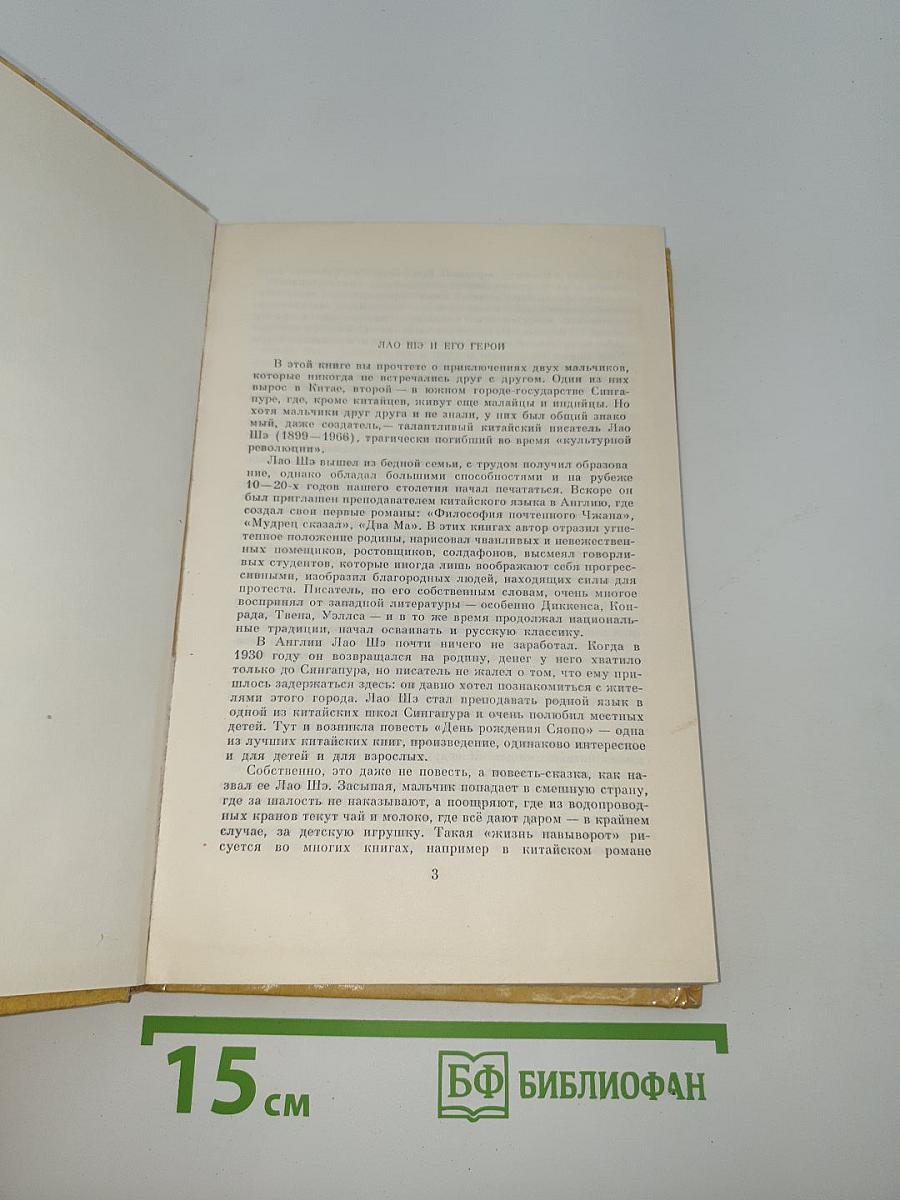 ЛАО ШЭ И ЕГО ГЕРОИ
В этой книге вы прочтете о приключениях двух мальчиков,
которые никогда не встречались друг с другом. Один из них
вырос в Китае, второй — в южном городе-государстве Синга-
пуре, где, кроме китайцев, живут еще малайцы и индийцы. Но
хотя мальчики друг друга и не знали, у них был общий знако
мый, даже создатель,— талантливый китайский писатель Лао
Шэ (1899—1966), трагически погибший во время «культурной
революции».
Лао Шэ вышел из бедной семьи, с трудом получил образова
ние, однако обладал большими способностями и на рубеже
10—20-х годов нашего столетия начал печататься. Вскоре он
был приглашен преподавателем китайского языка в Англию, где
создал свои первые романы: «Философия почтенного Чжана»,
«Мудрец сказал», «Два Ма». В этих книгах автор отразил угне-
тенное положение родины, нарисовал чванливых и невежествен-
ных помещиков, ростовщиков, солдафонов, высмеял говорли-
вых студентов, которые иногда лишь воображают себя прогрес-
сивными, изобразил благородных людей, находящих силы для
протеста. Писатель, по его собственным словам, очень многое
воспринял от западной литературы — особенно Диккенса, Кон-
рада, Твена, Уэллса — и в то же время продолжал националь-
ные традиции, начал осваивать и русскую классику.
В Англии Лао Шэ почти ничего не заработал. Когда в
1930 году он возвращался на родину, денег у него хватило
только до Сингапура, но писатель не жалел о том, что ему при-
шлось задержаться здесь: он давно хотел познакомиться с жите-
лями этого города. Лао Шэ стал преподавать родной язык в
одной из китайских школ Сингапура и очень полюбил местных
детей. Тут и возникла повесть «День рождения Сяопо» — одна
из лучших китайских книг, произведение, одинаково интересное
и для детей и для взрослых.
Собственно, это даже не повесть, а повесть-сказка, как на-
звал ее Лао Шэ. Засыпая, мальчик попадает в смешную страну,
где за шалость не наказывают, а поощряют, где из водопровод-
ных кранов текут чай и молоко, где всё дают даром — в крайнем
случае, за детскую игрушку. Такая «жизнь навыворот» ри-
суется во многих книгах, например в китайском романе
3
15 см
БФ БИБЛИОФАН